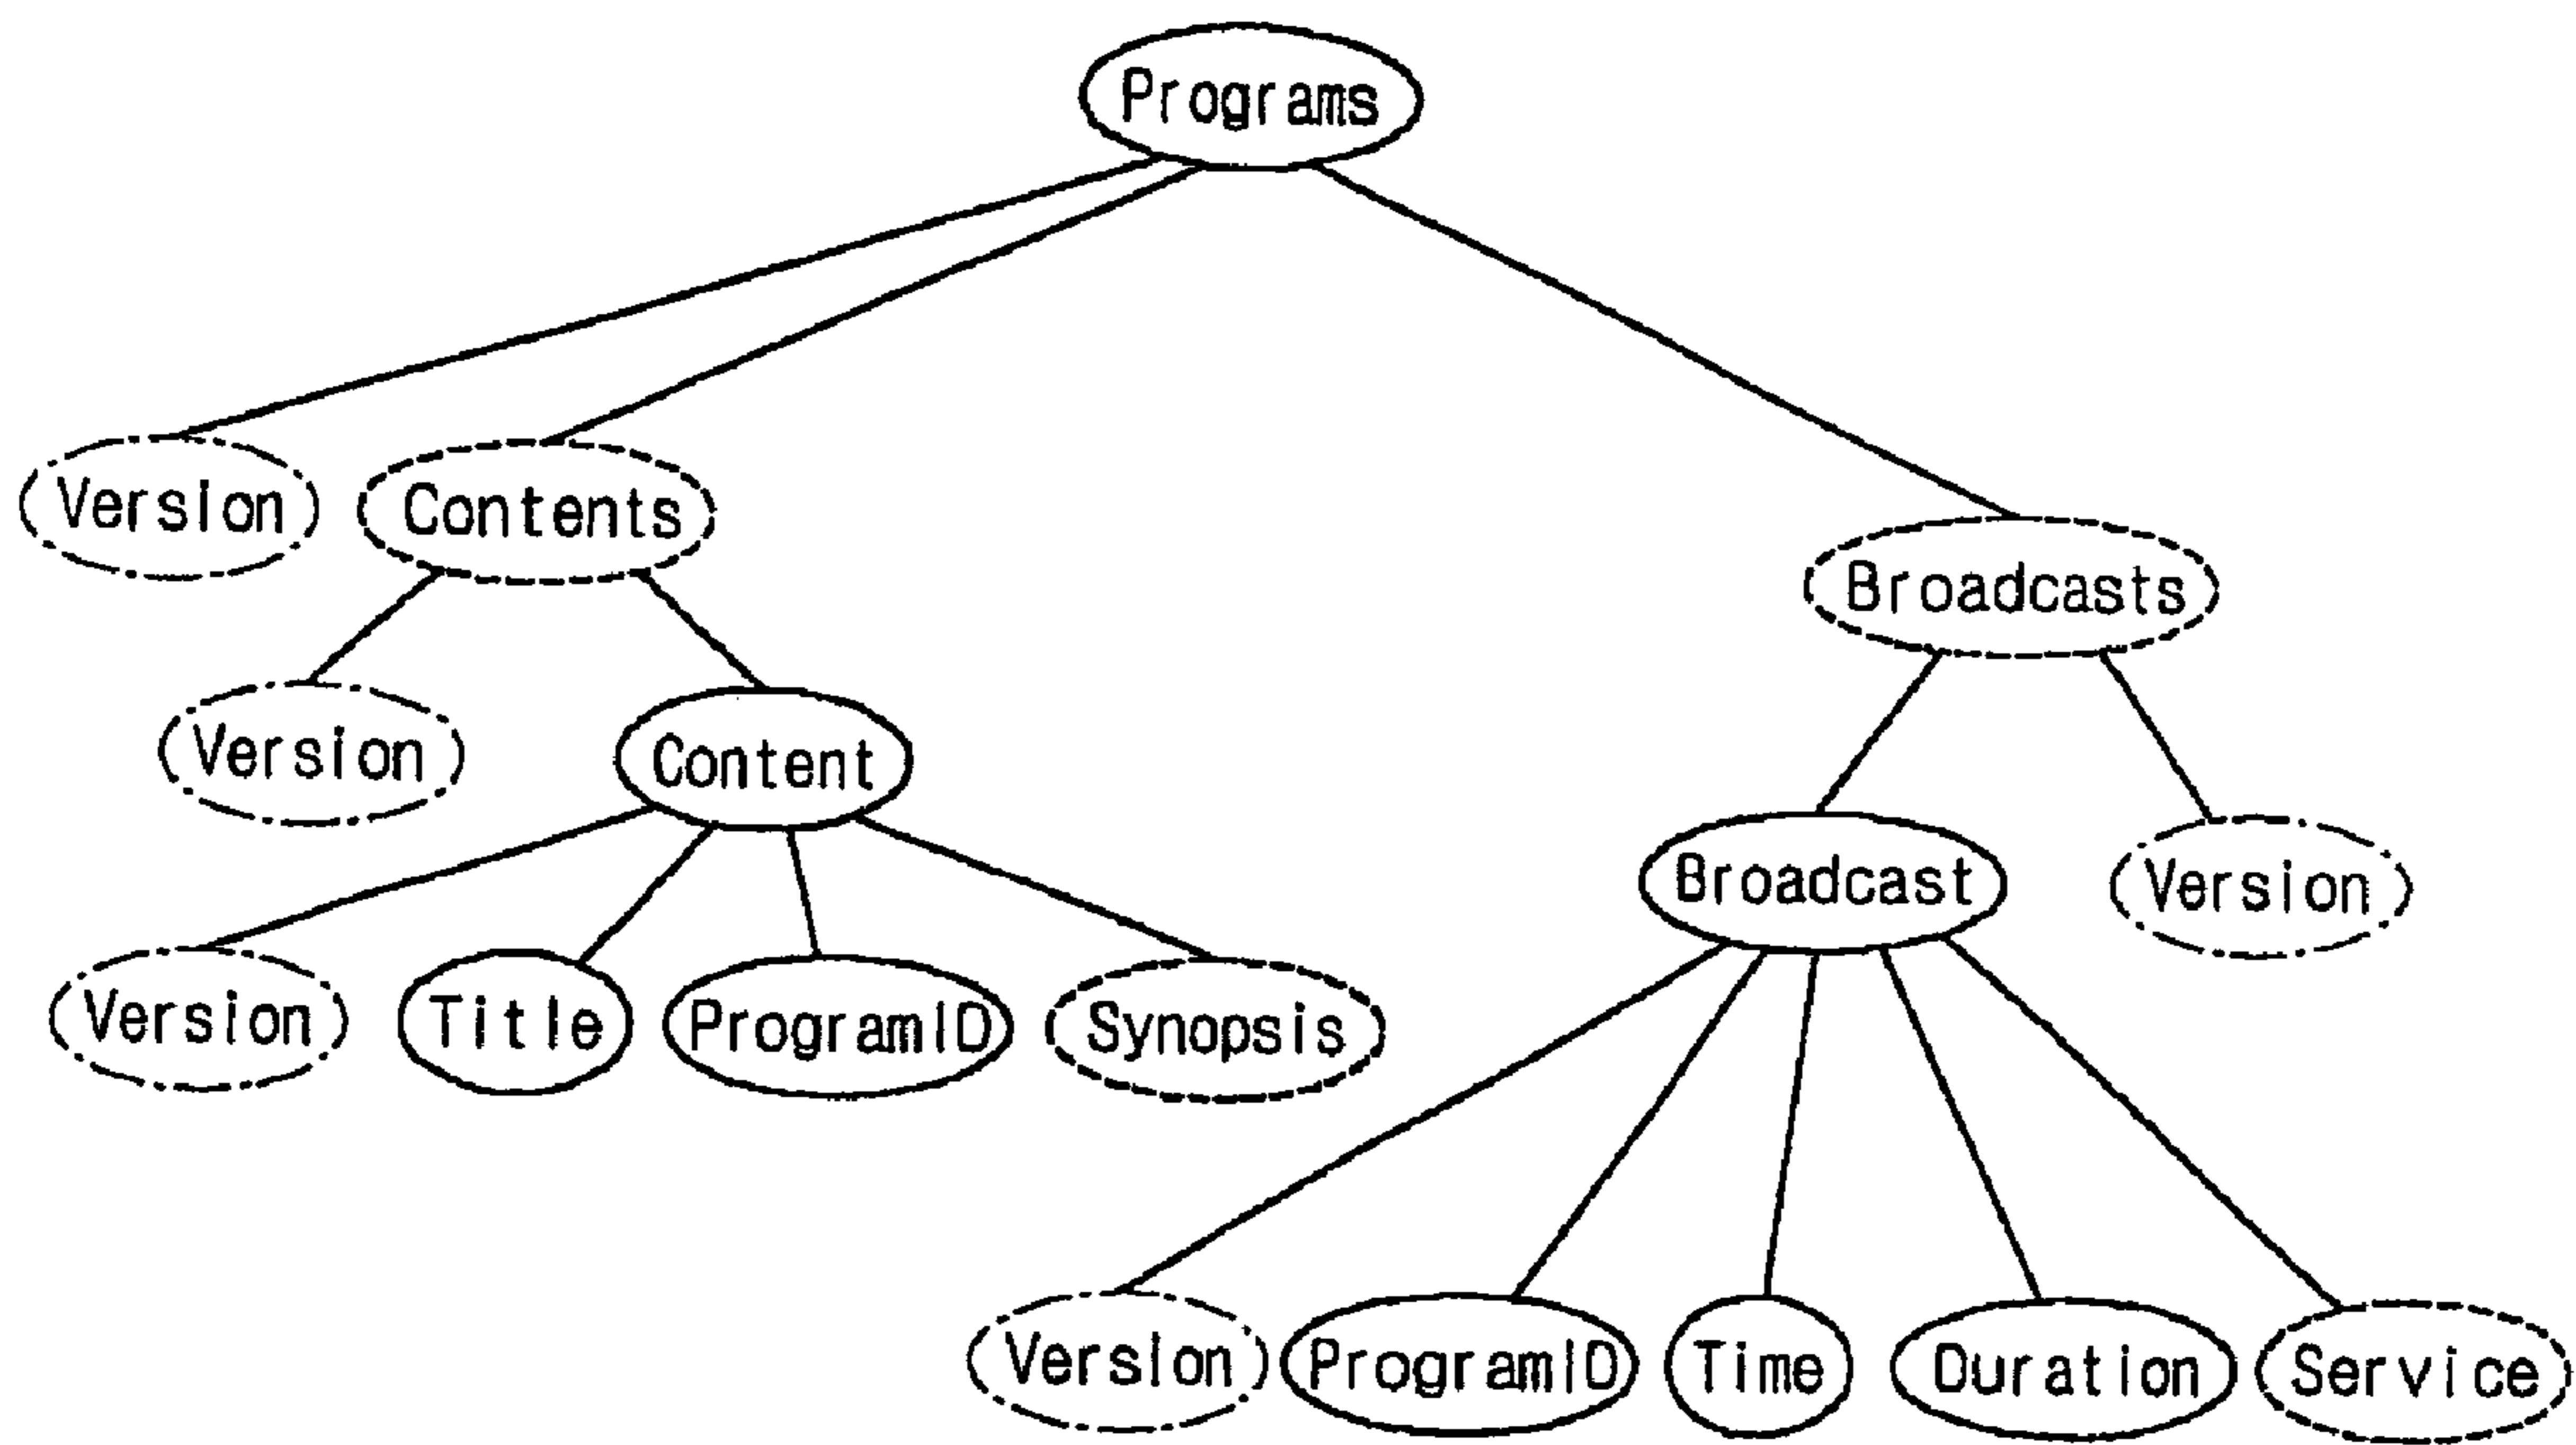 Programs
Version
Contents
Broadcasts
Version
Content
Broadcast
Version
Version
Title
ProgramID
Synopsis
Version
ProgramID
Time
Duration
Service